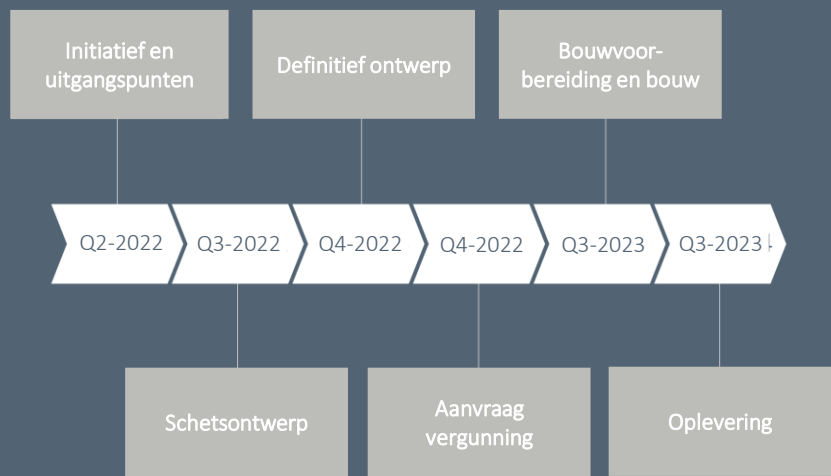 Initiatief en
uitgangspunten
Definitief ontwerp
Bouwvoor-
bereiding en bouw
Q2-2022
Q3-2022
Q4-2022
Q4-2022
Q3-2023
Q3-2023
Schetsontwerp
Aanvraag
vergunning
Oplevering